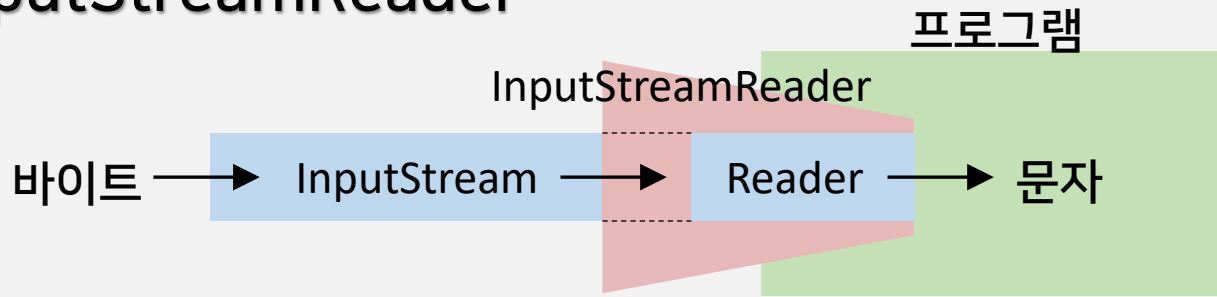 putStreamReader
프로그램
InputStreamReader
바이트 InputStream Reader 문자